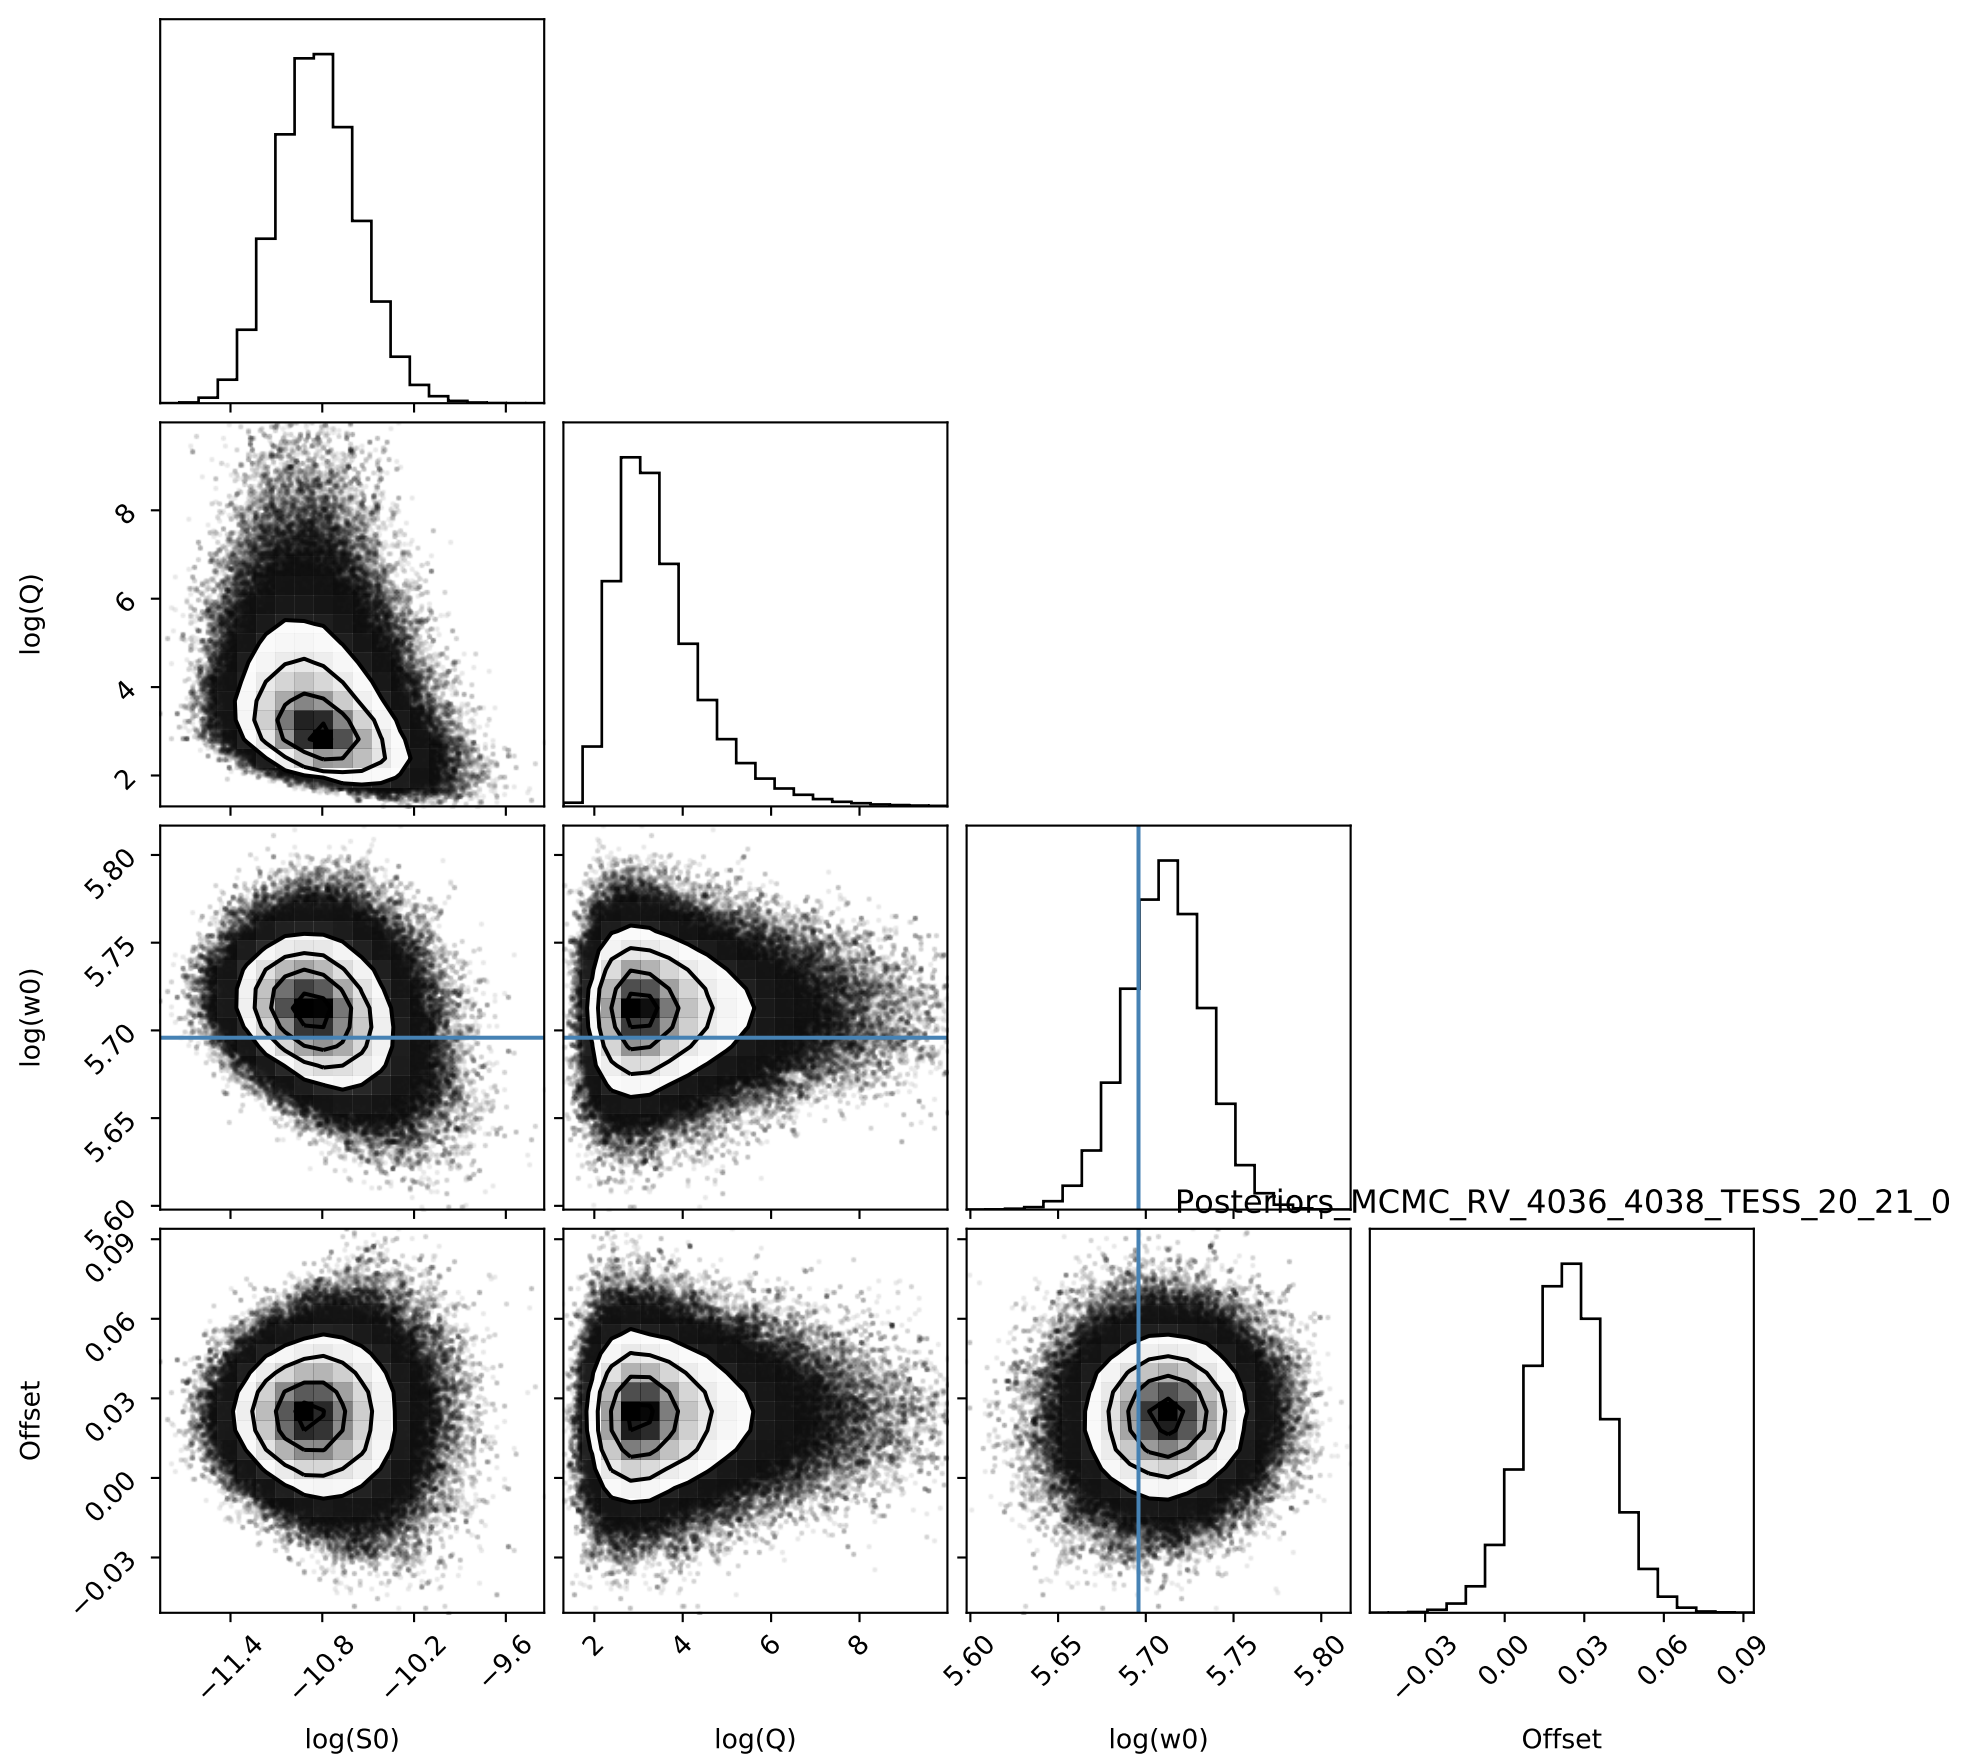 log(Q)
8
6
4
2
log(w0)
5.80
5.75
5.70
5.65
5.60
Posteriors_MCMC_RV_4036_4038_TESS_20_21_0
Offset
0.09
0.06
0.03
0.00
−0.03
−11.4 −10.8 −10.2 −9.6 2 4 6 8 5.60 5.65 5.70 5.75 5.80 −0.03 0.00 0.03 0.06 0.09
log(S0) log(Q) log(w0) Offset